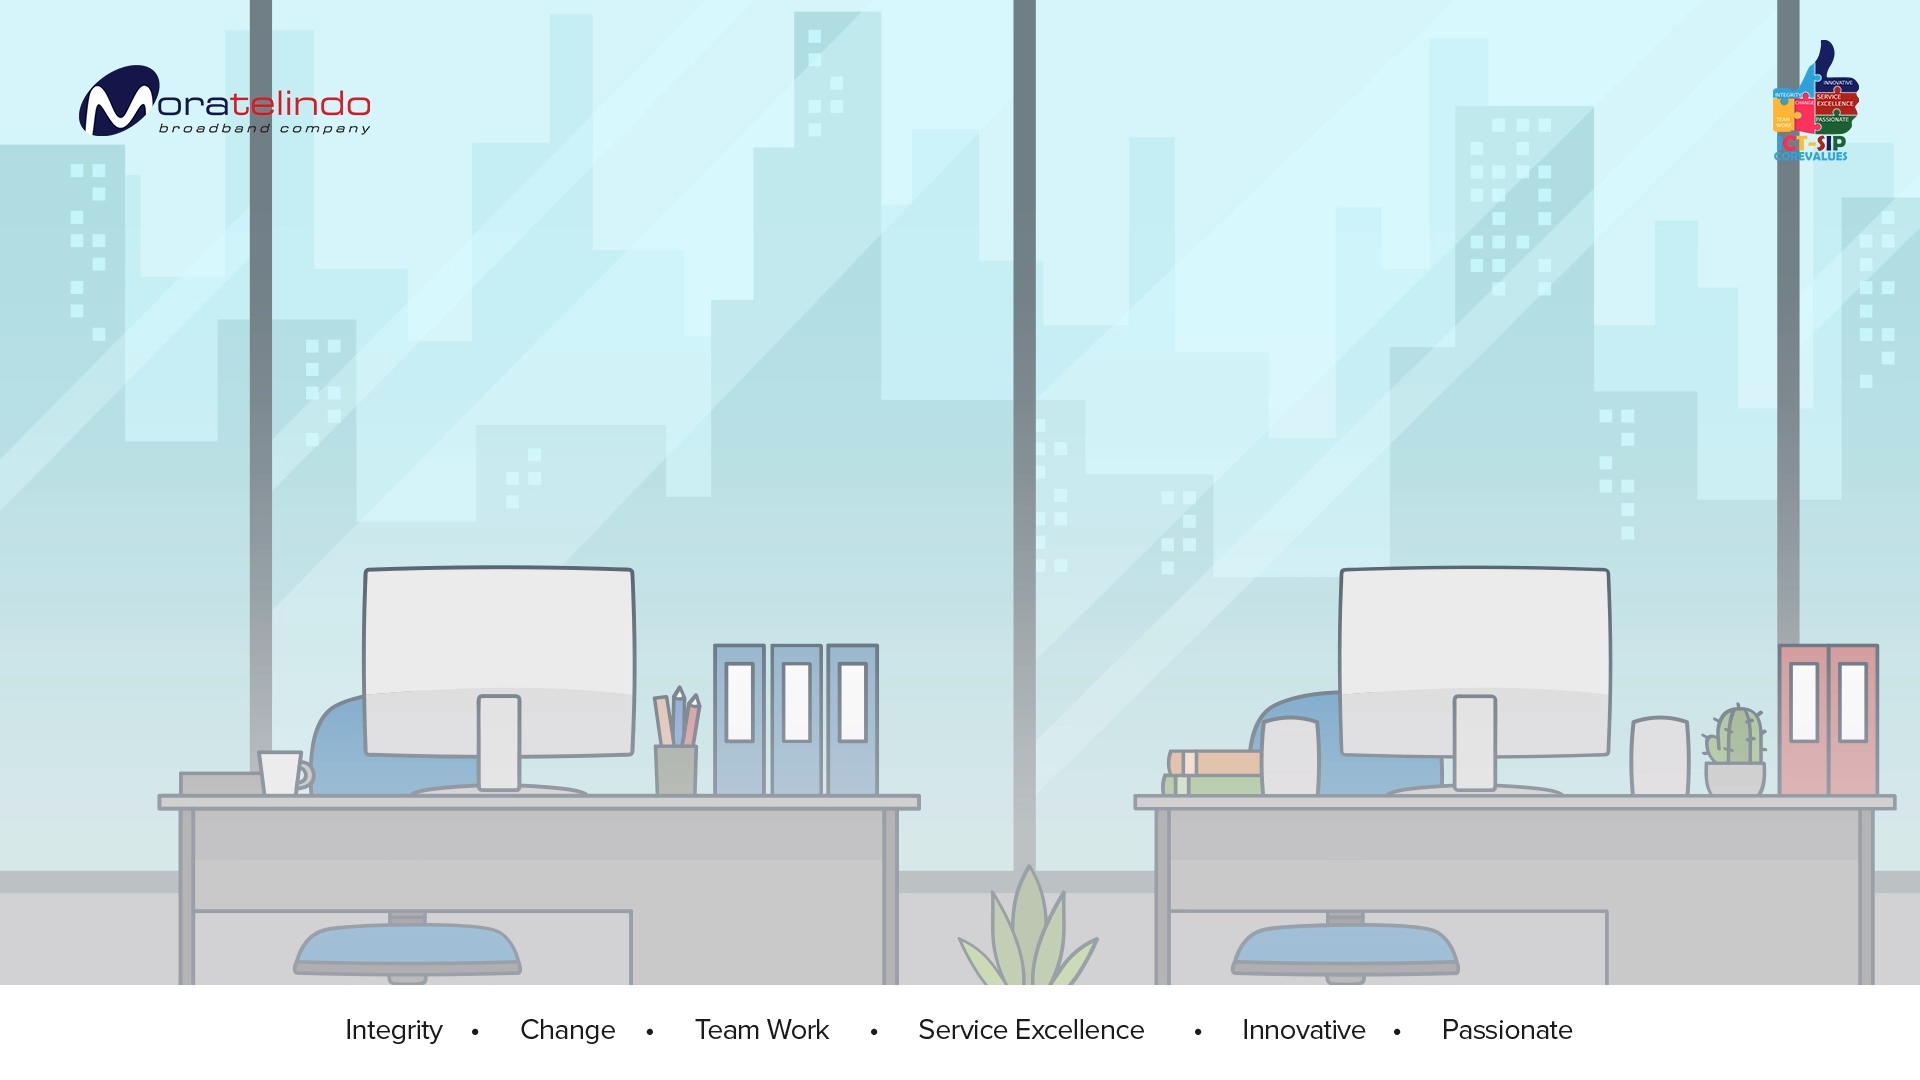 Moratelindo
broadband company
INNOVATIVE
INTEGRITY
CHANGE
SERVICE
EXCELLENCE
TEAM
WORK
PASSIONATE
ICT-SIP
COREVALUES
Integrity • Change • Team Work • Service Excellence • Innovative • Passionate